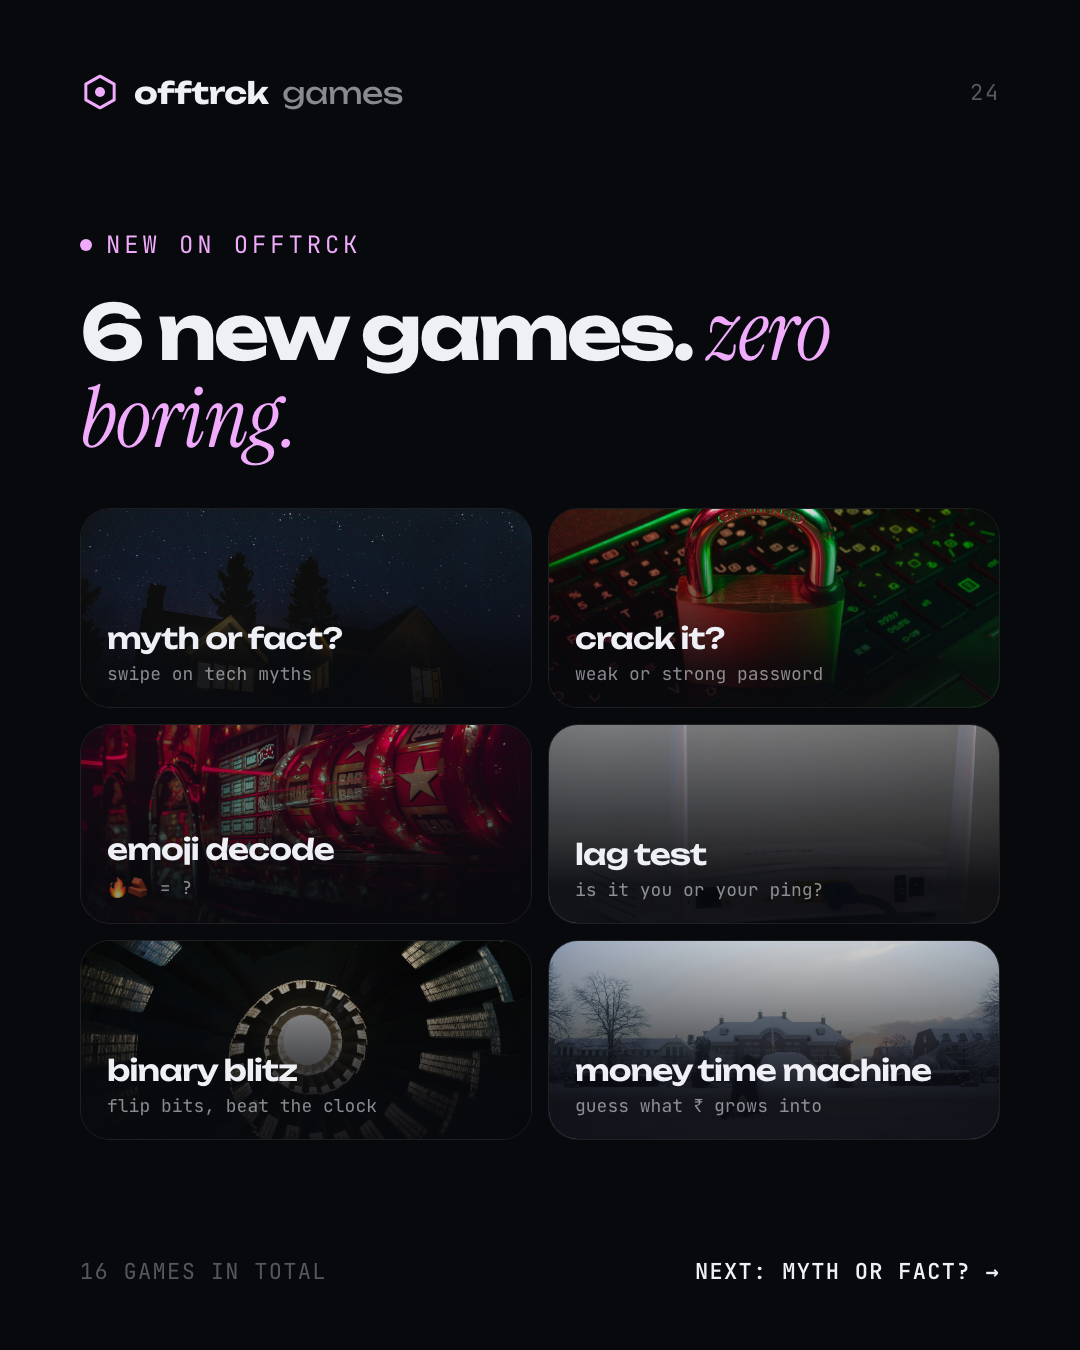 offtrck games
24
NEW ON OFFTRCK
6 new games. zero
boring.
myth or fact?
swipe on tech myths
crack it?
weak or strong password
emoji decode
🔥🧱 = ?
lag test
is it you or your ping?
binary blitz
flip bits, beat the clock
money time machine
guess what ₹ grows into
16 GAMES IN TOTAL
NEXT: MYTH OR FACT? →